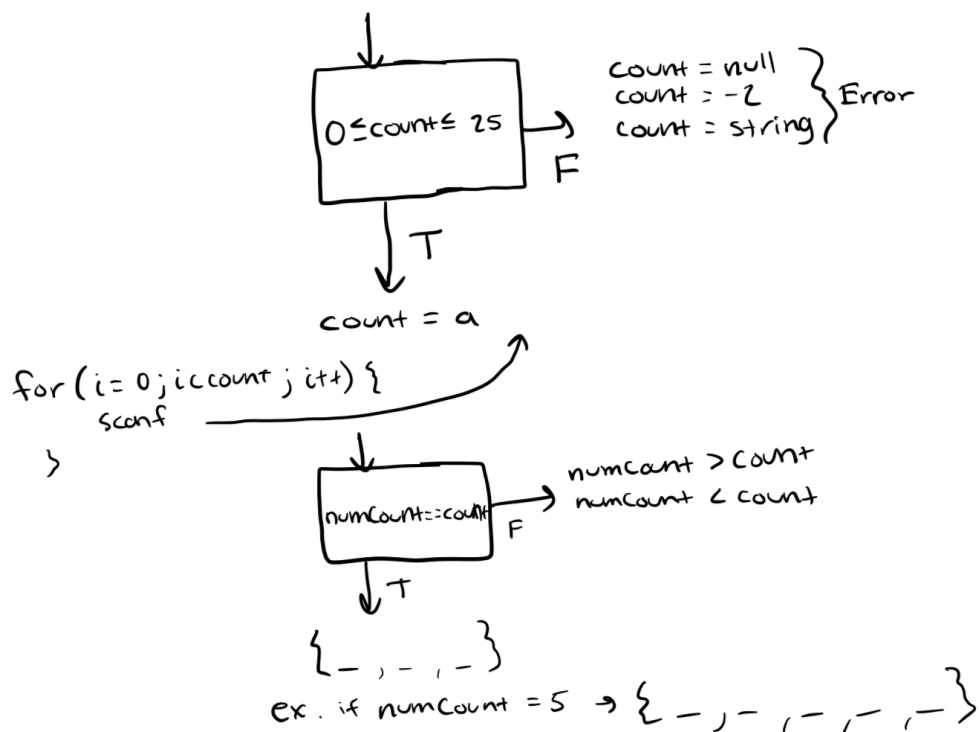 0 ≤ count ≤ 25
F
count = null
count = -2
count = string
Error
T
count = a
for (i = 0; i < count; i++) {
scanf
}
numCount == count
F
numCount > count
numCount < count
T
{ _ , _ , _ }
ex. if numCount = 5 → { _ , _ , _ , _ , _ }